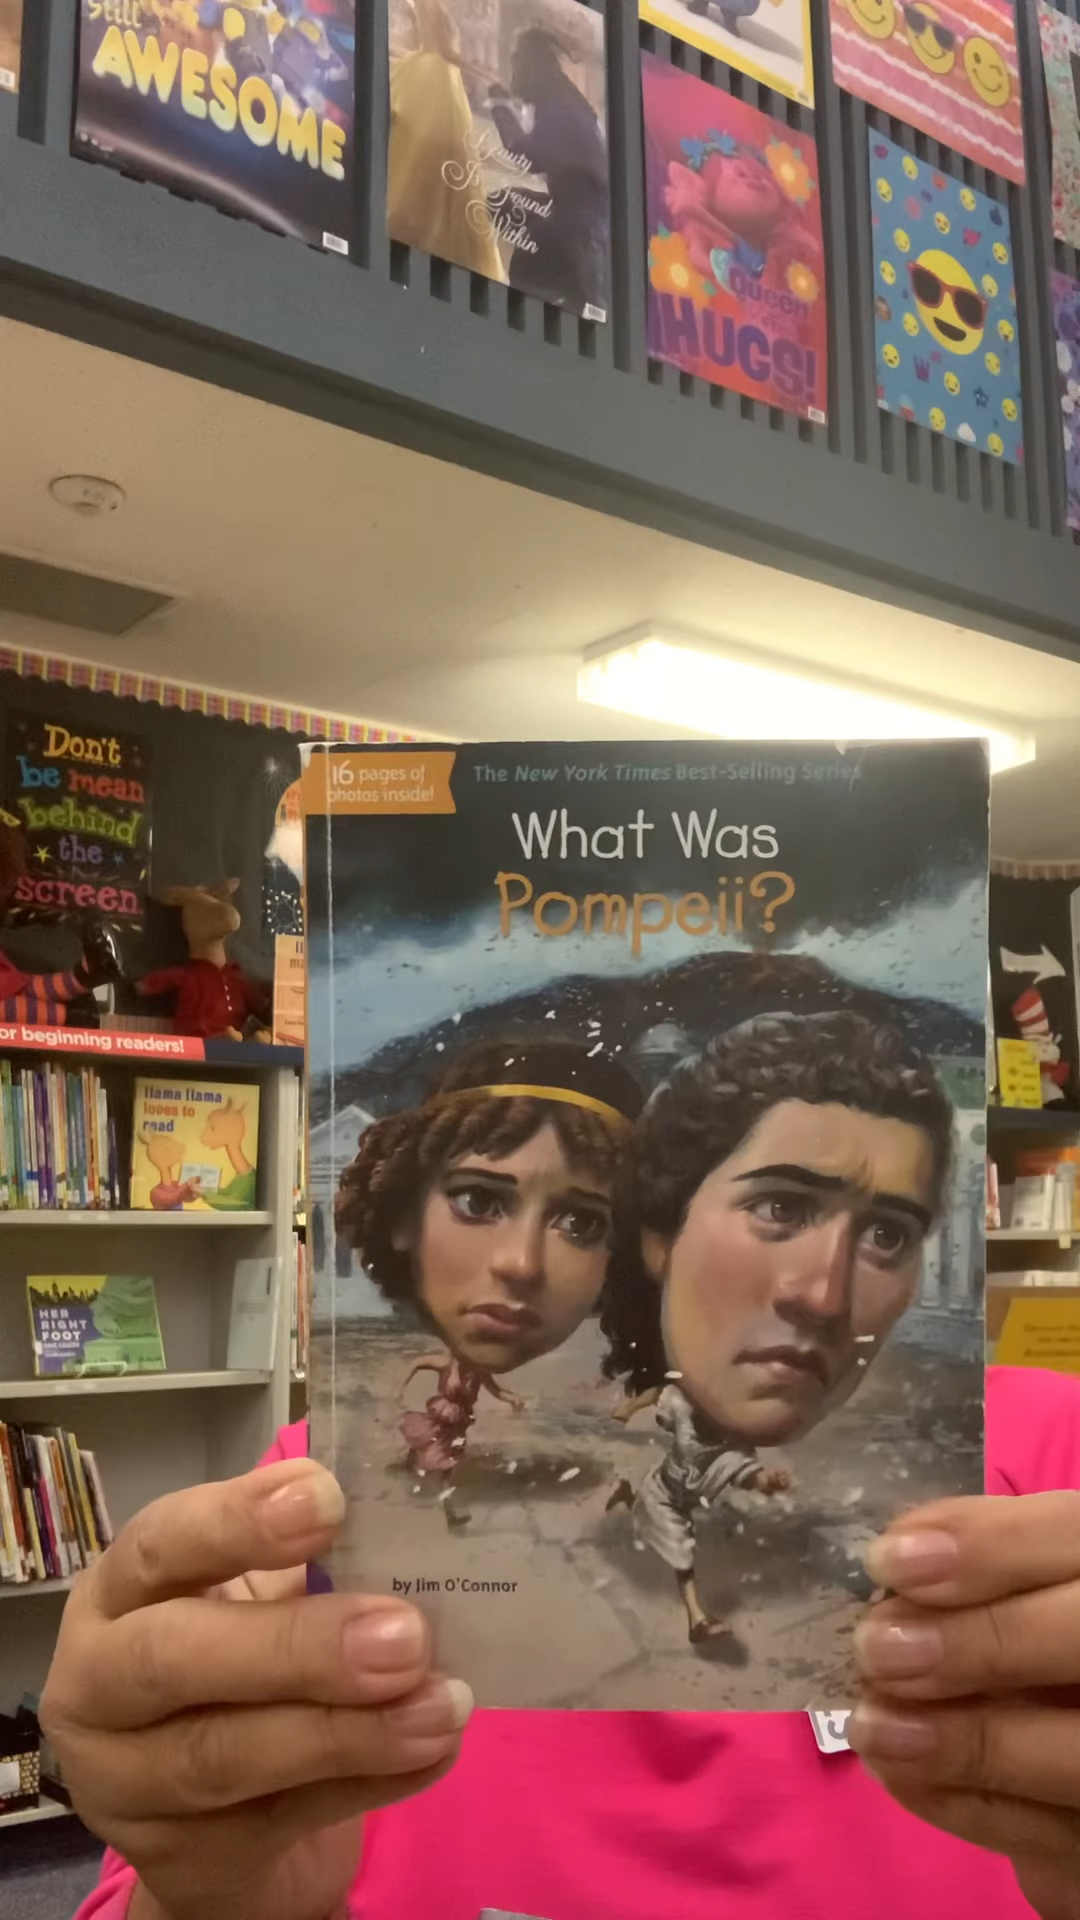 Still
AWESOME
Beauty
Is Found
Within
Queen
of
HUGS!
Don't
be mean
behind
the
screen.
or beginning readers!
llama llama
loves to
read
HER
RIGHT
FOOT
16 pages of
photos inside!
The New York Times Best-Selling Series
What Was
Pompeii?
by Jim O'Connor